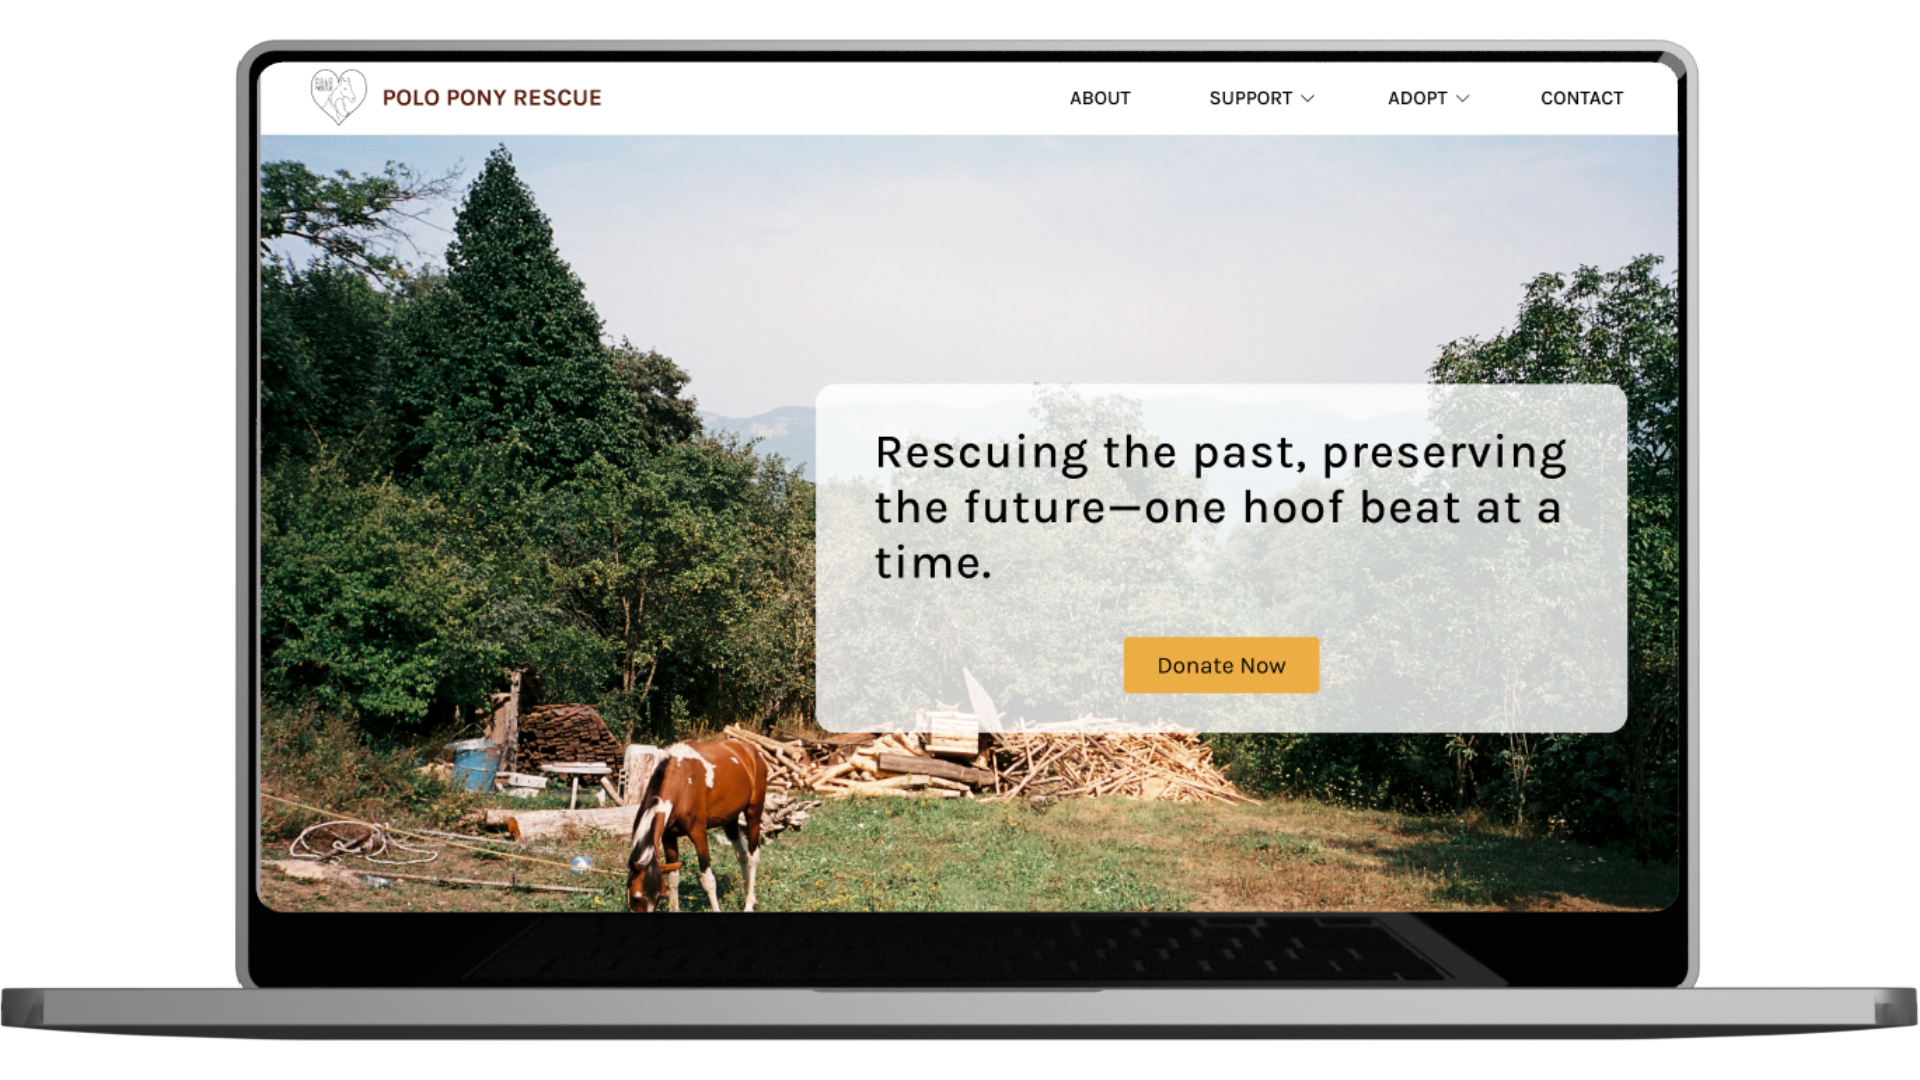 POLO PONY RESCUE
ABOUT
SUPPORT
ADOPT
CONTACT
Rescuing the past, preserving
the future—one hoof beat at a
time.
Donate Now